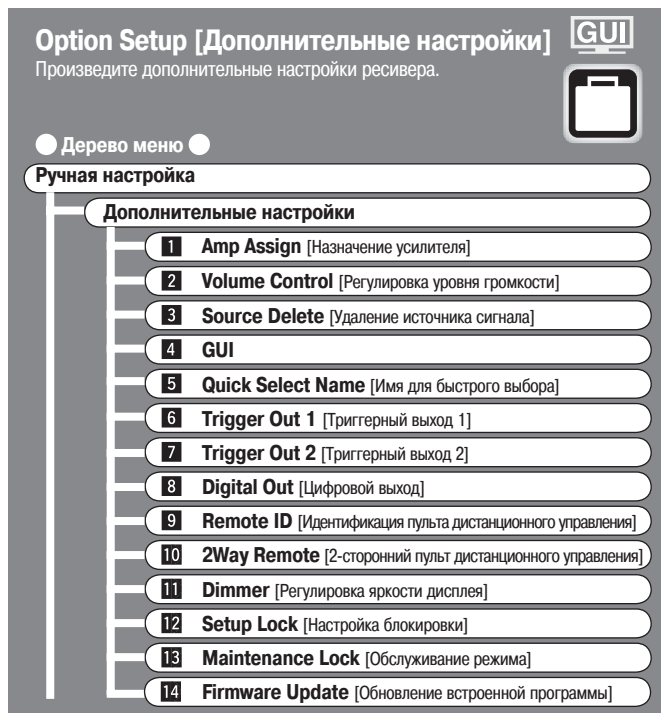 Option Setup [Дополнительные настройки]
GUI
Произведите дополнительные настройки ресивера.
Дерево меню
Ручная настройка
Дополнительные настройки
1 Amp Assign [Назначение усилителя]
2 Volume Control [Регулировка уровня громкости]
3 Source Delete [Удаление источника сигнала]
4 GUI
5 Quick Select Name [Имя для быстрого выбора]
6 Trigger Out 1 [Триггерный выход 1]
7 Trigger Out 2 [Триггерный выход 2]
8 Digital Out [Цифровой выход]
9 Remote ID [Идентификация пульта дистанционного управления]
10 2Way Remote [2-сторонний пульт дистанционного управления]
11 Dimmer [Регулировка яркости дисплея]
12 Setup Lock [Настройка блокировки]
13 Maintenance Lock [Обслуживание режима]
14 Firmware Update [Обновление встроенной программы]